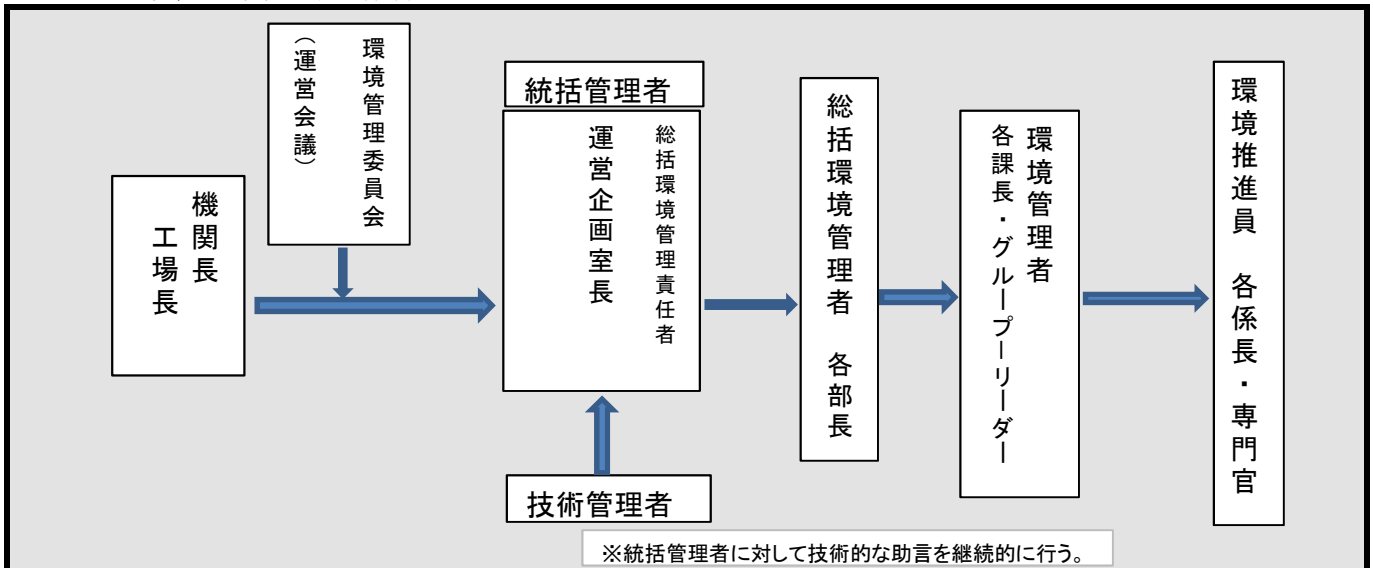 機関長
工場長
環境管理委員会
(運営会議)
統括管理者
総括環境管理責任者
運営企画室長
技術管理者
※統括管理者に対して技術的な助言を継続的に行う。
総括環境管理者　各部長
環境管理者
各課長・グループーリーダー
環境推進員　各係長・専門官